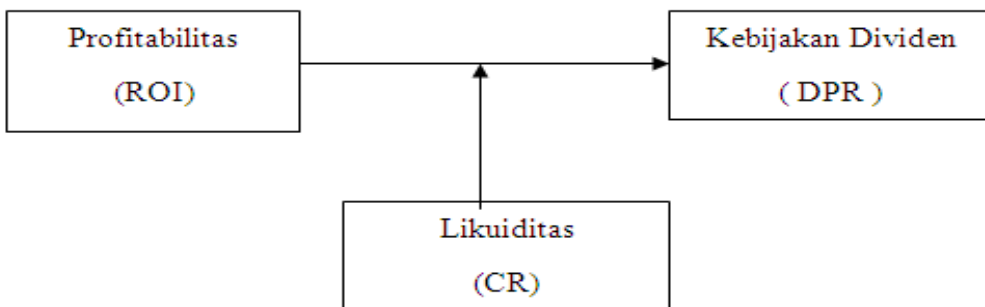 Profitabilitas
(ROI)
Kebijakan Dividen
( DPR )
Likuiditas
(CR)